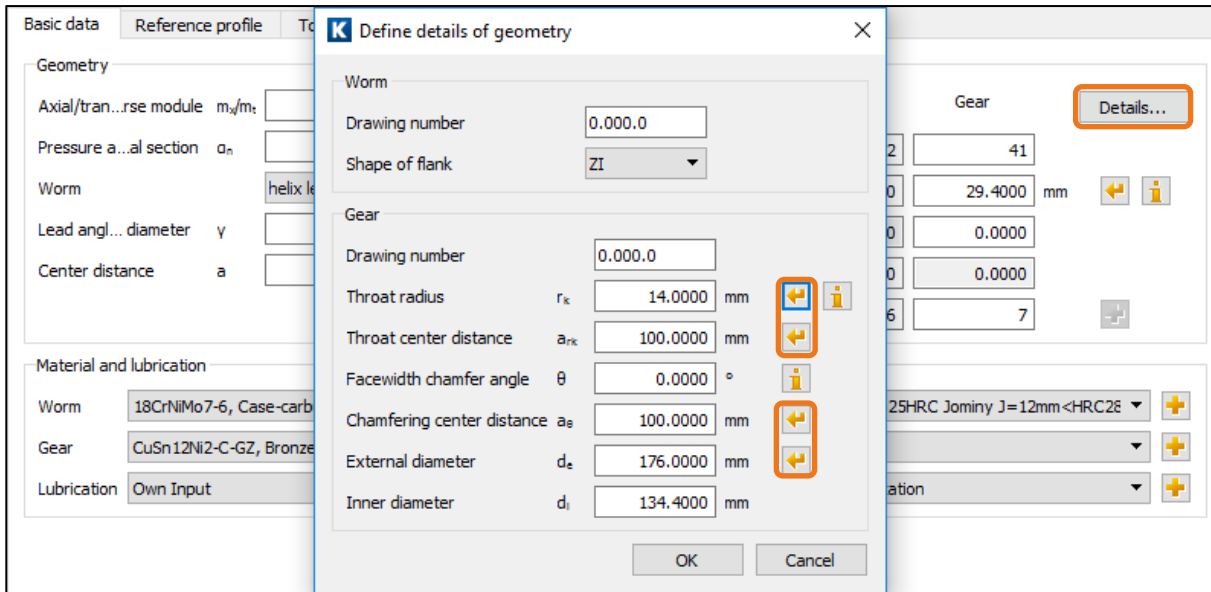 Basic data Reference profile To
K Define details of geometry
Geometry
Axial/tran...rse module mₓ/mₜ
Pressure a...al section αₙ
Worm helix le
Lead angl... diameter γ
Center distance a
Worm
Drawing number 0.000.0
Shape of flank ZI
Gear
Drawing number 0.000.0
Throat radius rₖ 14.0000 mm
Throat center distance aᵣₖ 100.0000 mm
Facewidth chamfer angle θ 0.0000 °
Chamfering center distance aθ 100.0000 mm
External diameter dₑ 176.0000 mm
Inner diameter dᵢ 134.4000 mm
OK Cancel
Gear Details...
2 41
0 29.4000 mm
0 0.0000
0 0.0000
6 7
Material and lubrication
Worm 18CrNiMo7-6, Case-carb 25HRC Jominy J=12mm<HRC28
Gear CuSn12Ni2-C-GZ, Bronze
Lubrication Own Input ation